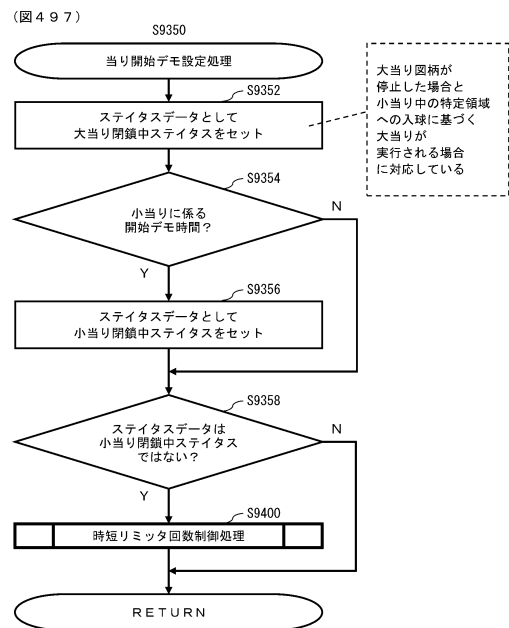 (図497)
S9350
当り開始デモ設定処理
S9352
ステイタスデータとして
大当り閉鎖中ステイタスをセット
大当り図柄が
停止した場合と
小当り中の特定領域
への入球に基づく
大当りが
実行される場合
に対応している
S9354
小当りに係る
開始デモ時間？
N
Y
S9356
ステイタスデータとして
小当り閉鎖中ステイタスをセット
S9358
ステイタスデータは
小当り閉鎖中ステイタス
ではない？
N
Y
S9400
時短リミッタ回数制御処理
RETURN